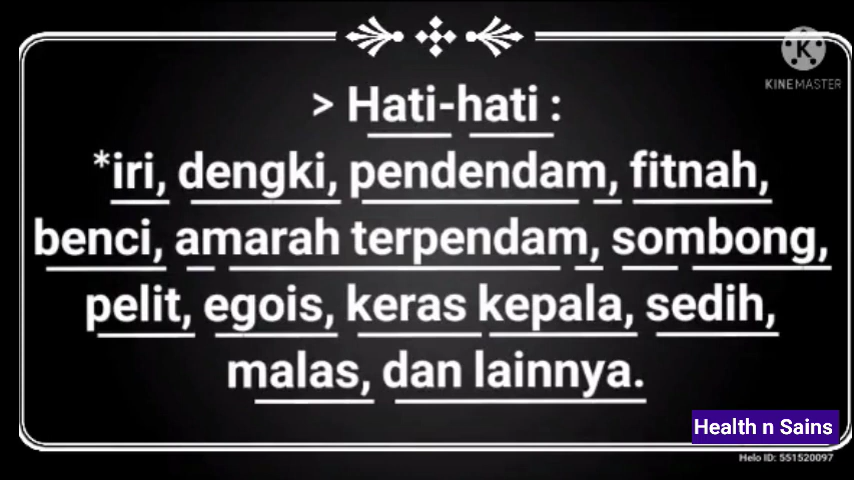 KINEMASTER
> Hati-hati :
*iri, dengki, pendendam, fitnah,
benci, amarah terpendam, sombong,
pelit, egois, keras kepala, sedih,
malas, dan lainnya.
Health n Sains
Helo ID: 551520097